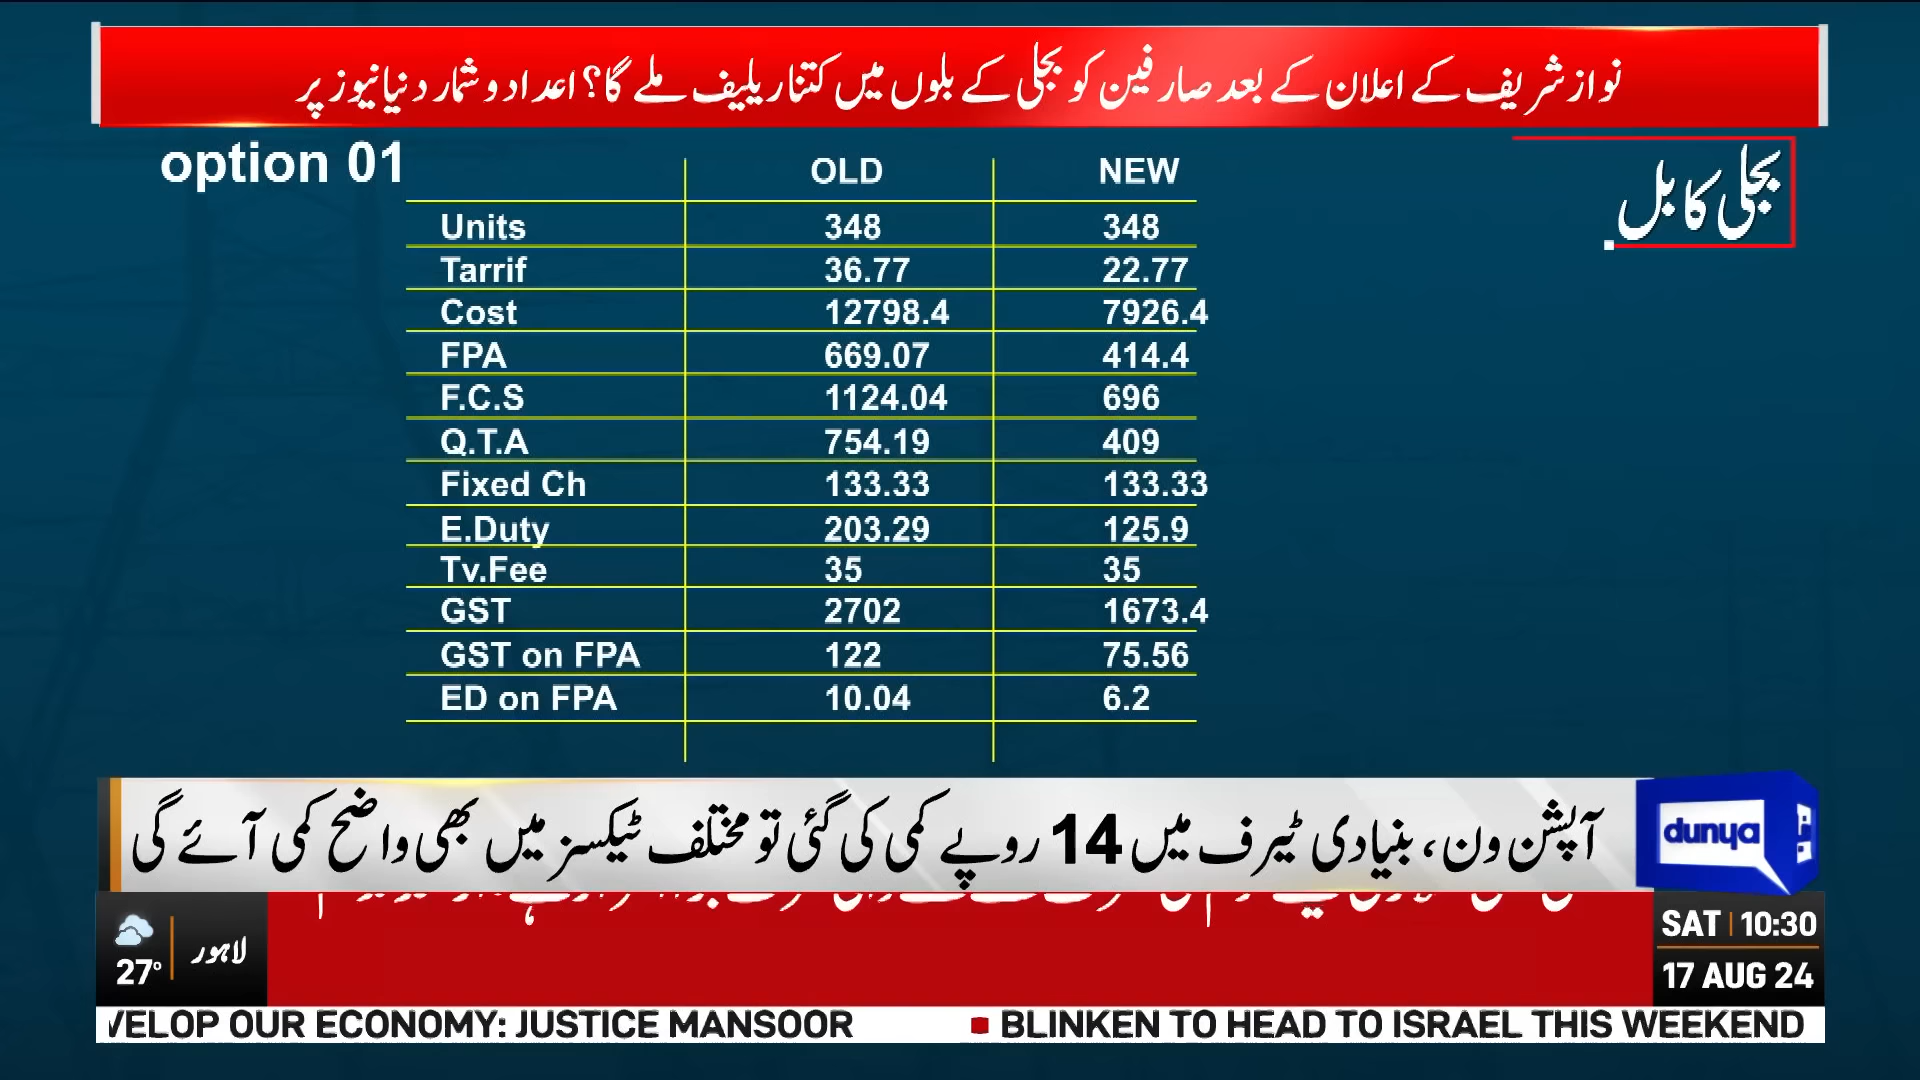 نواز شریف کے اعلان کے بعد صارفین کو بجلی کے بلوں میں کتنا ریلیف ملے گا؟ اعداد و شمار دنیا نیوز پر
option 01
بجلی کا بل
OLD NEW
Units 348 348
Tarrif 36.77 22.77
Cost 12798.4 7926.4
FPA 669.07 414.4
F.C.S 1124.04 696
Q.T.A 754.19 409
Fixed Ch 133.33 133.33
E.Duty 203.29 125.9
Tv.Fee 35 35
GST 2702 1673.4
GST on FPA 122 75.56
ED on FPA 10.04 6.2
آپشن ون، بنیادی ٹیرف میں 14 روپے کمی کی گئی تو مختلف ٹیکسز میں بھی واضح کمی آئے گی
dunya
لاہور
27°
SAT 10:30
17 AUG 24
VELOP OUR ECONOMY: JUSTICE MANSOOR
BLINKEN TO HEAD TO ISRAEL THIS WEEKEND